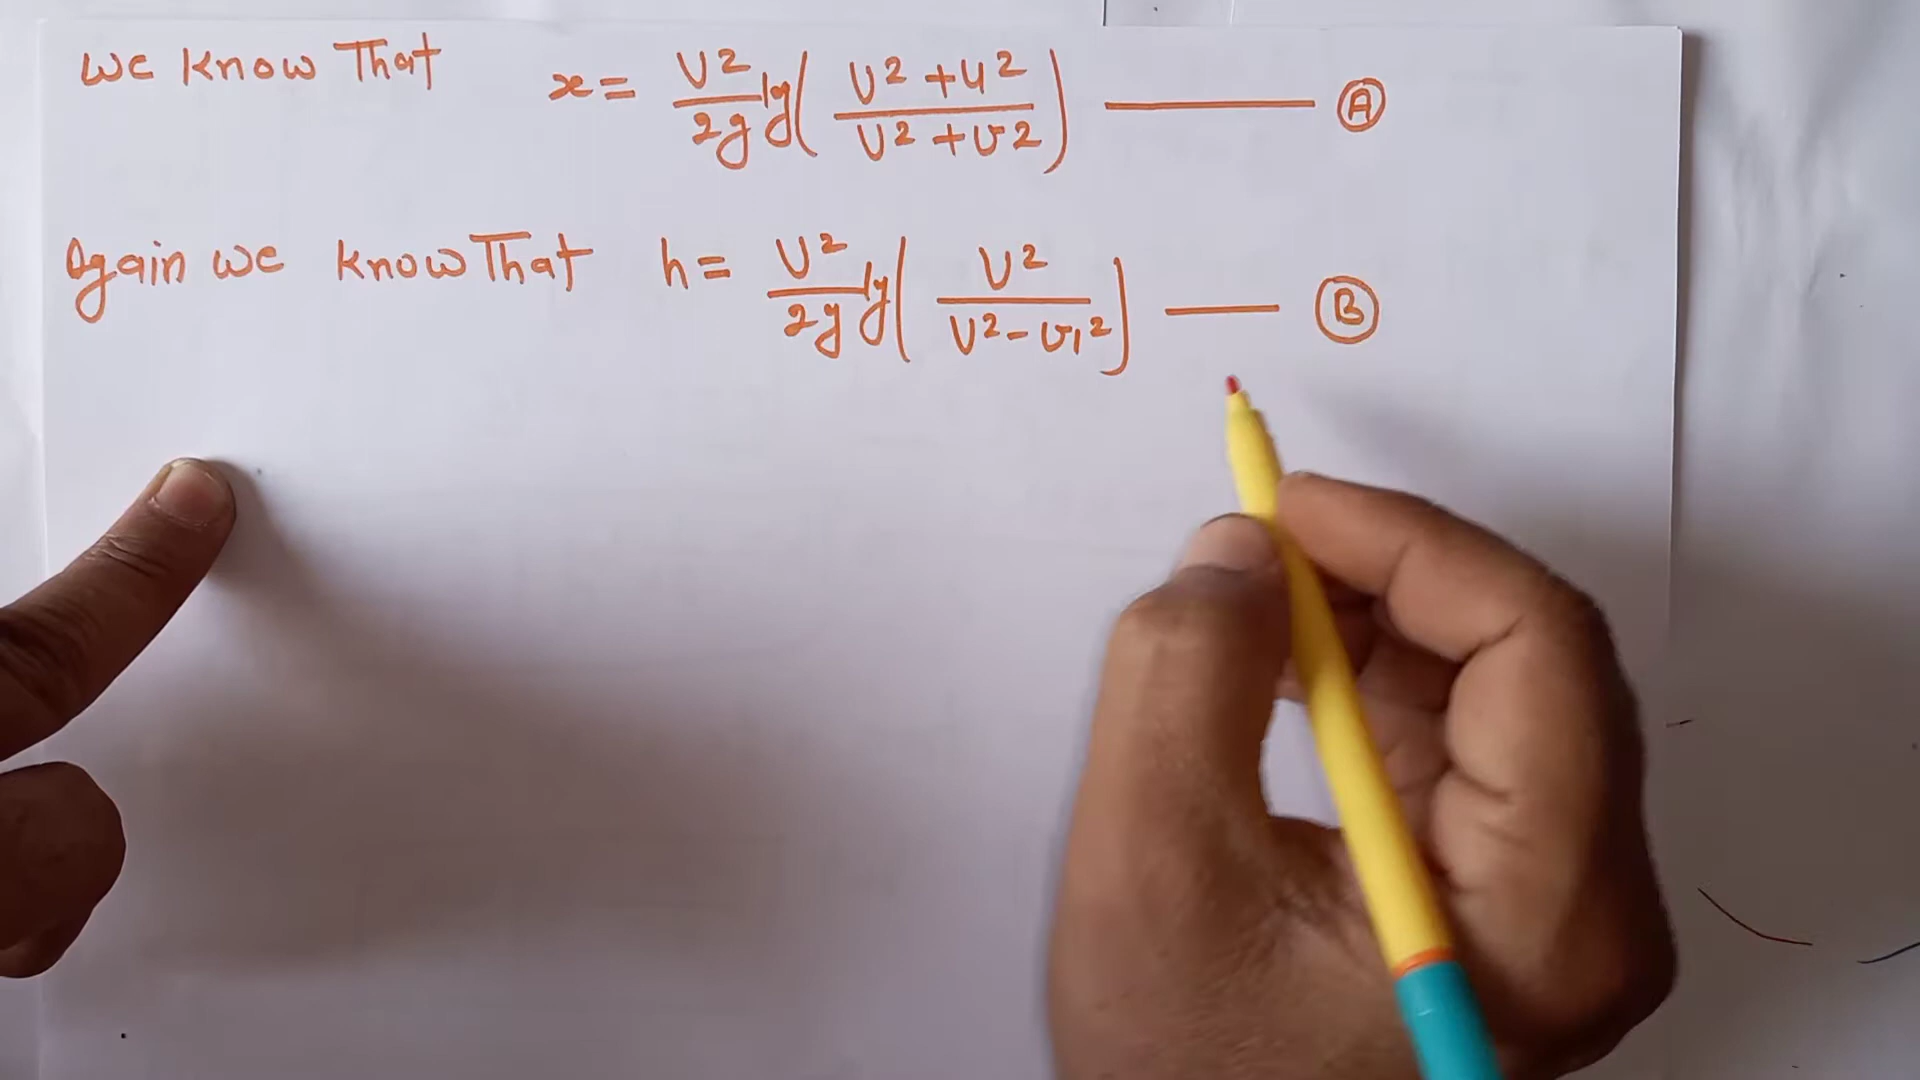 We know That x = V²/2g log( V²+u² / V²+v² ) —— Ⓐ
Again we know That h = V²/2g log( V² / V²-v₁² ) — Ⓑ